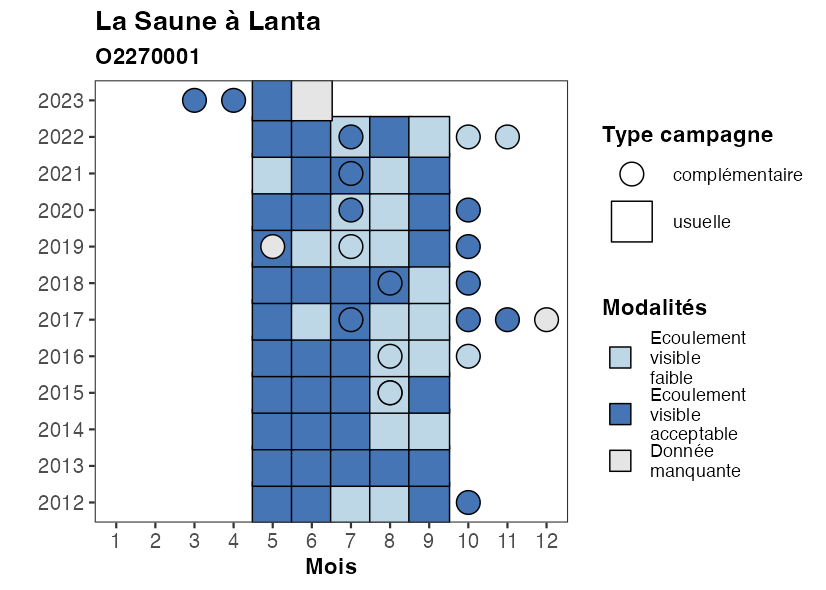 La Saune à Lanta
O2270001
2023
2022
2021
2020
2019
2018
2017
2016
2015
2014
2013
2012
1 2 3 4 5 6 7 8 9 10 11 12
Mois
Type campagne
complémentaire
usuelle
Modalités
Ecoulement
visible
faible
Ecoulement
visible
acceptable
Donnée
manquante